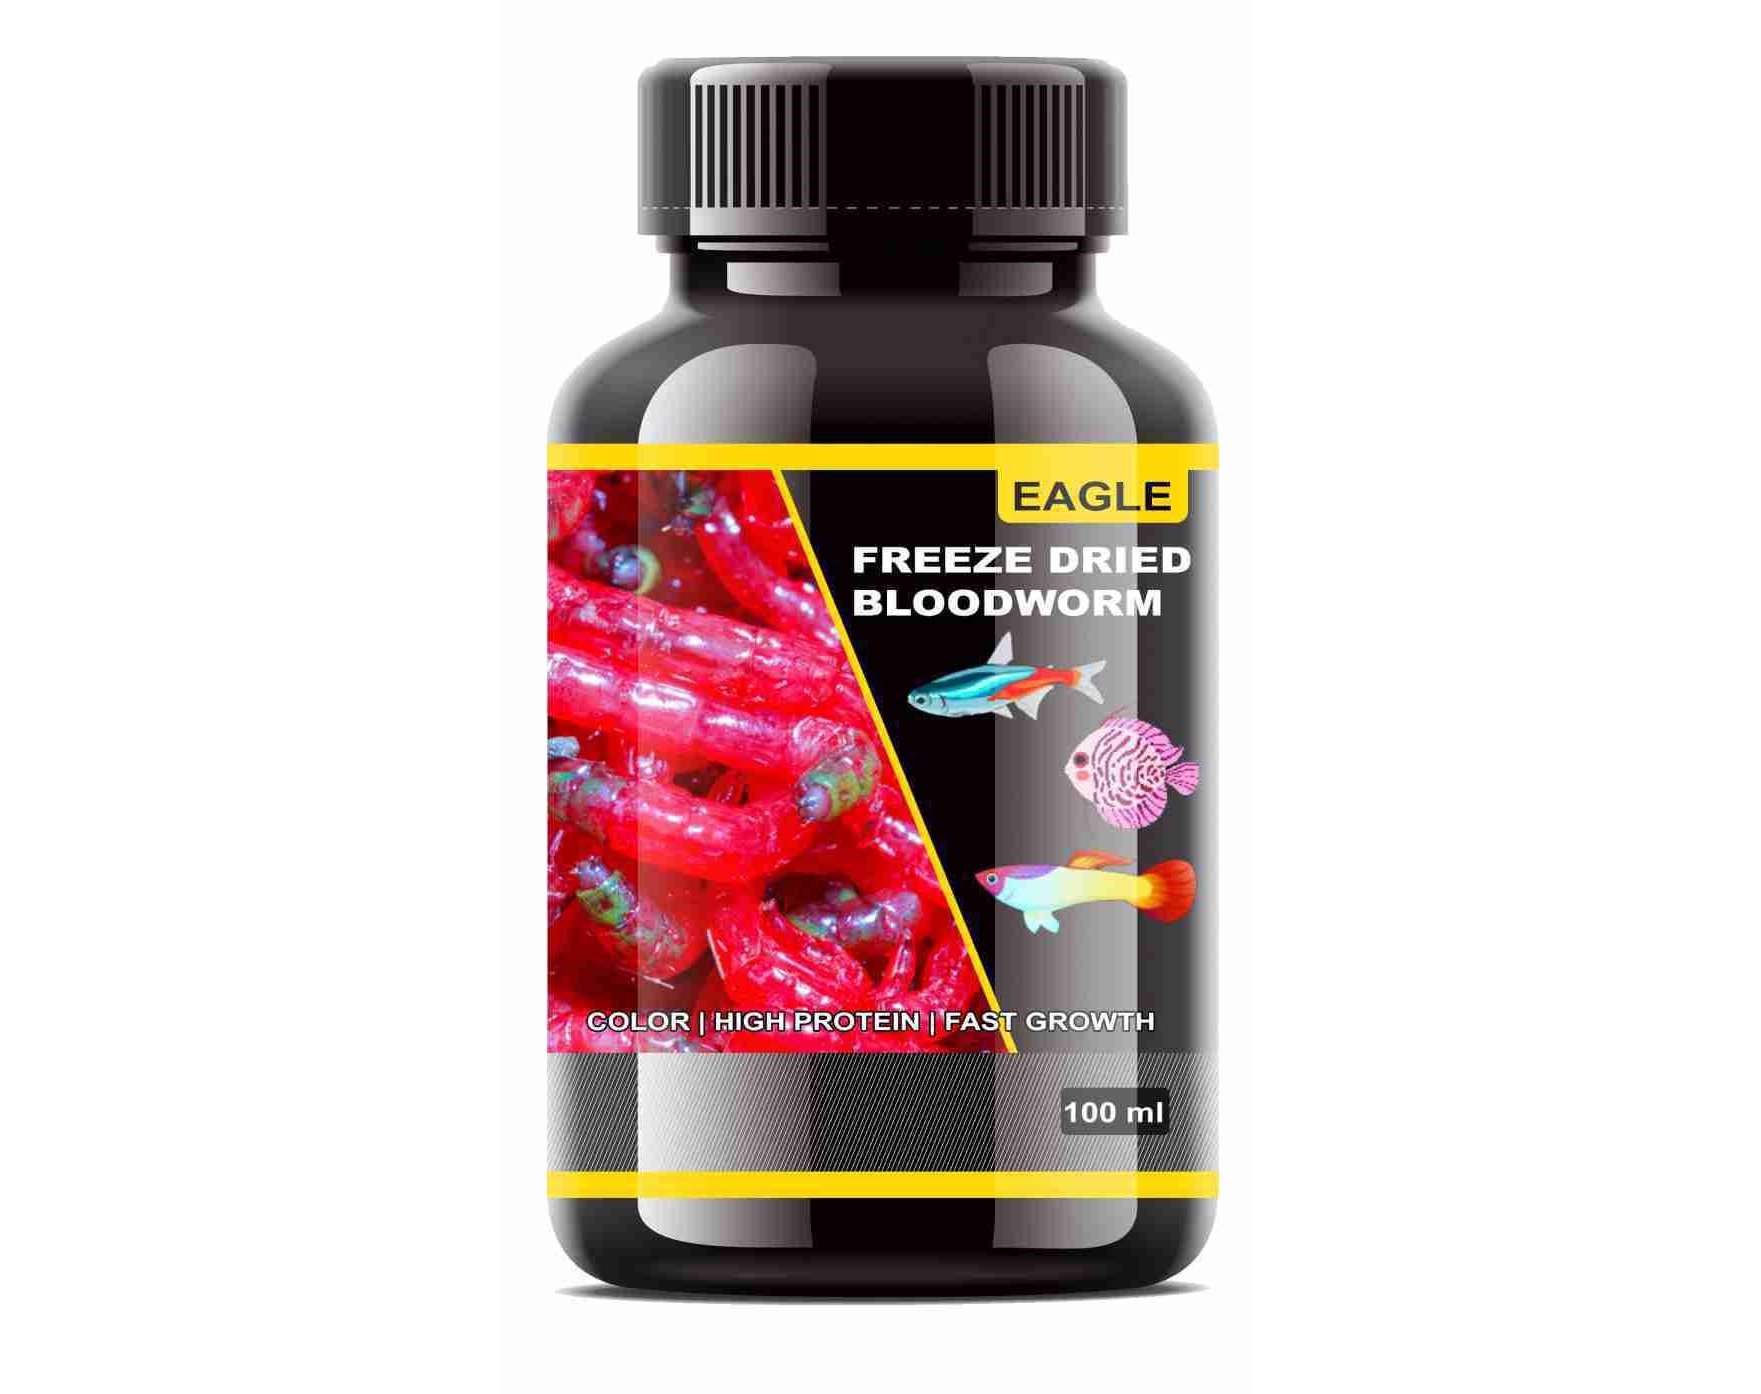 EAGLE
FREEZE DRIED
BLOODWORM
COLOR | HIGH PROTEIN | FAST GROWTH
100 ml